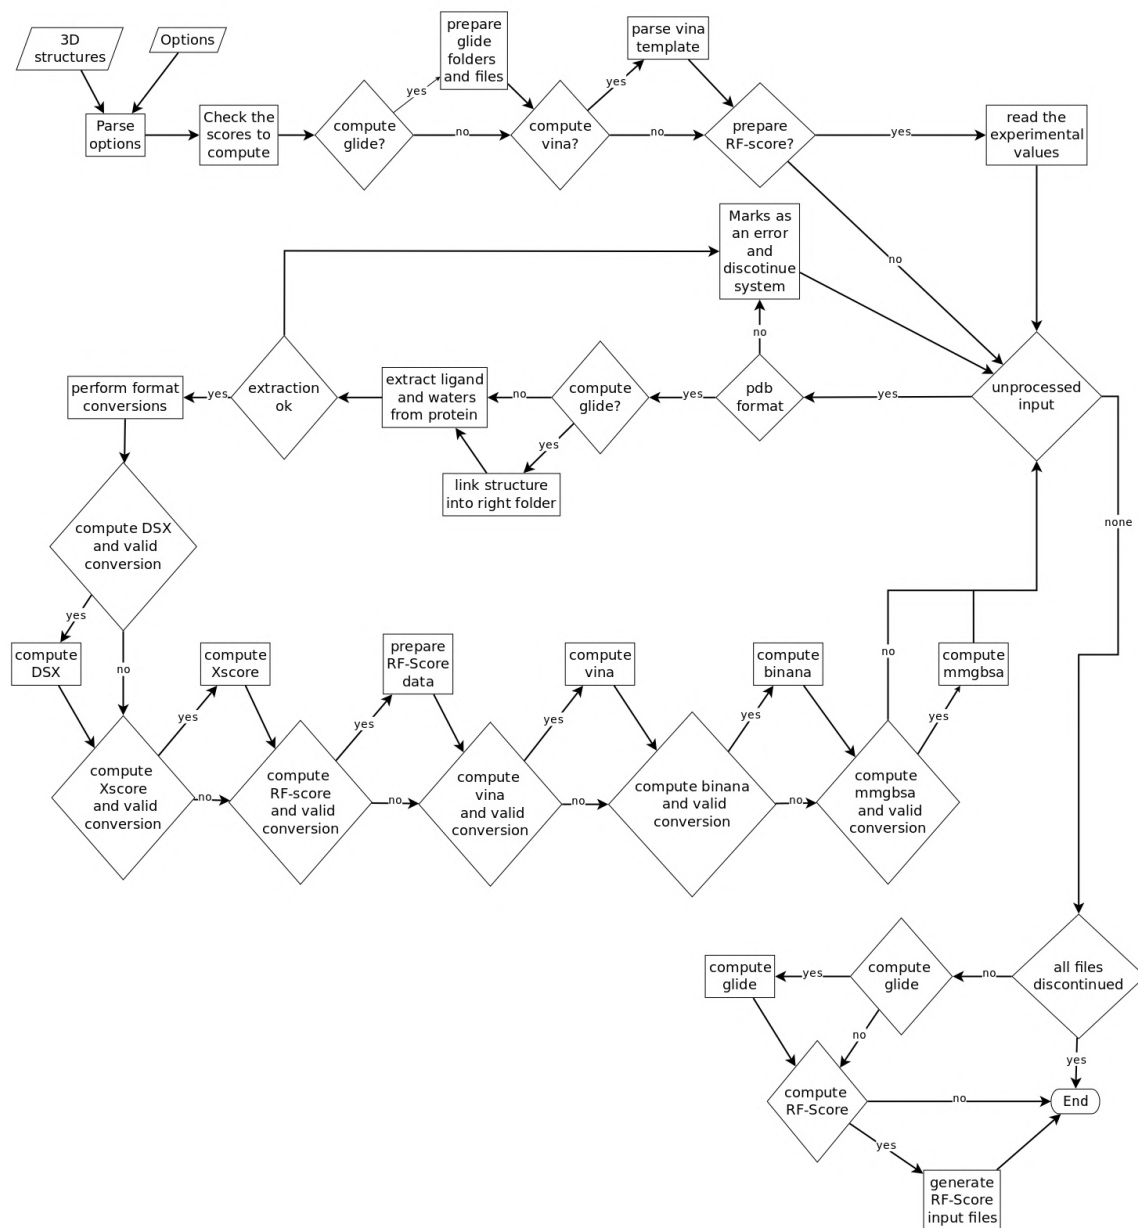 3D
structures
Options
Parse
options
Check the
scores to
compute
compute
glide?
yes
no
prepare
glide
folders
and files
compute
vina?
yes
no
parse vina
template
prepare
RF-score?
yes
no
read the
experimental
values
Marks as
an error
and
discotinue
system
no
unprocessed
input
yes
none
pdb
format
yes
compute
glide?
no
yes
link structure
into right folder
extract ligand
and waters
from protein
extraction
ok
yes
perform format
conversions
compute DSX
and valid
conversion
yes
no
compute
DSX
compute
Xscore
and valid
conversion
yes
no
compute
Xscore
compute
RF-score
and valid
conversion
yes
no
prepare
RF-Score
data
compute
vina
and valid
conversion
yes
no
compute
vina
compute binana
and valid
conversion
yes
no
compute
binana
compute
mmgbsa
and valid
conversion
no
yes
compute
mmgbsa
all files
discontinued
no
yes
compute
glide
yes
no
compute
glide
compute
RF-Score
no
yes
End
generate
RF-Score
input files